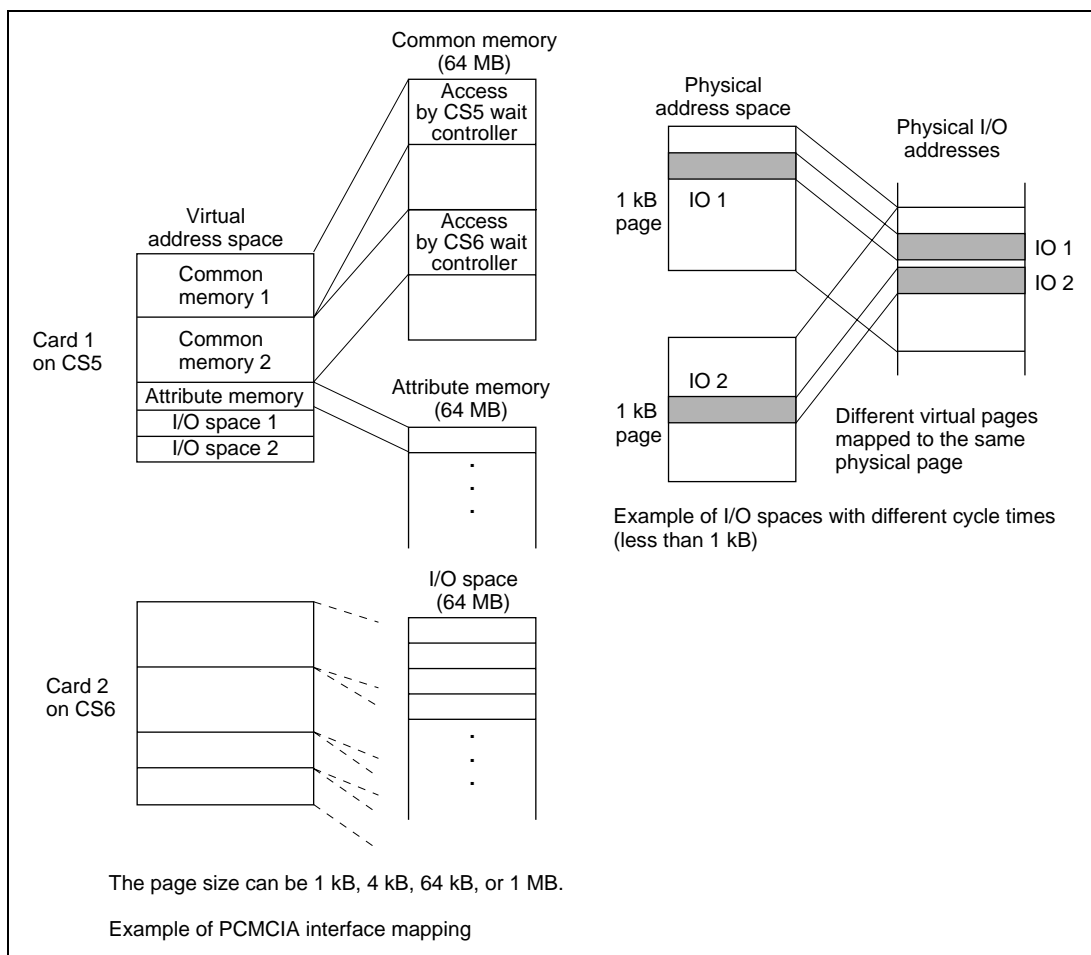 Common memory
(64 MB)
Access
by CS5 wait
controller
Access
by CS6 wait
controller
Virtual
address space
Common
memory 1
Common
memory 2
Attribute memory
I/O space 1
I/O space 2
Card 1
on CS5
Attribute memory
(64 MB)
.
.
.
I/O space
(64 MB)
.
.
.
Card 2
on CS6
Physical
address space
1 kB
page
IO 1
Physical I/O
addresses
IO 1
IO 2
IO 2
1 kB
page
Different virtual pages
mapped to the same
physical page
Example of I/O spaces with different cycle times
(less than 1 kB)
The page size can be 1 kB, 4 kB, 64 kB, or 1 MB.
Example of PCMCIA interface mapping